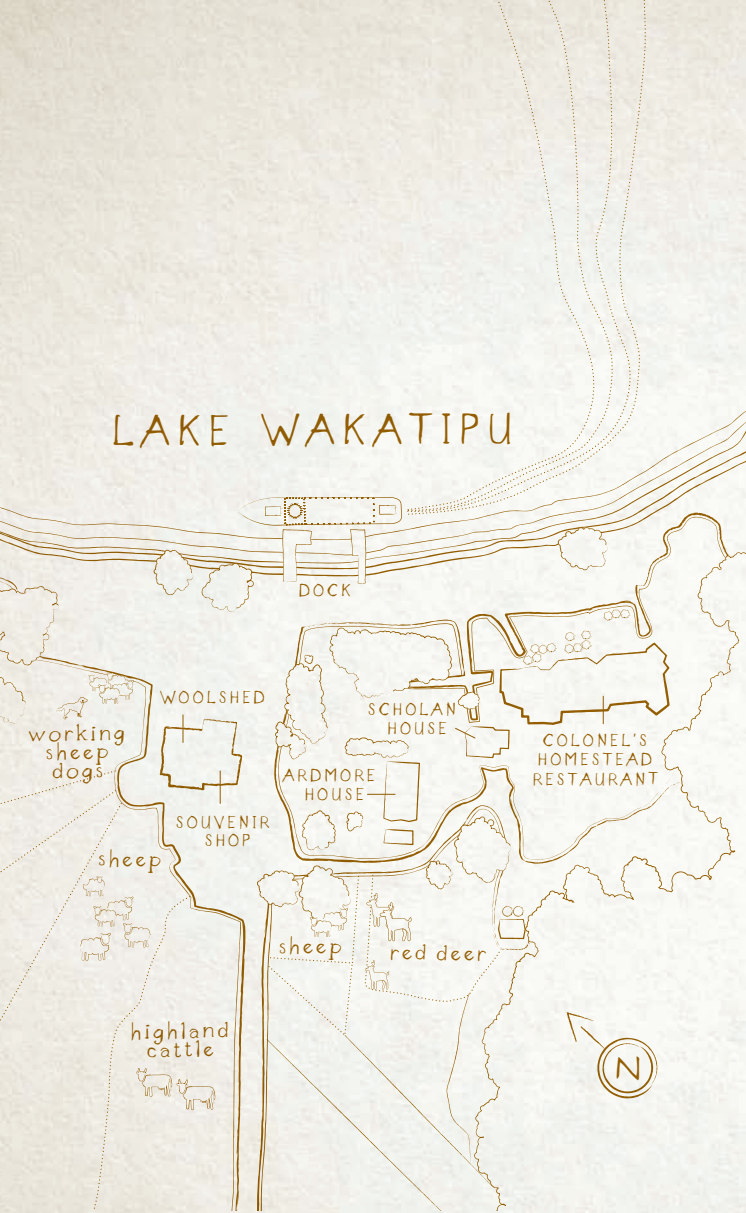 LAKE WAKATIPU
DOCK
WOOLSHED
SCHOLAN
HOUSE
working
sheep
dogs
COLONEL'S
HOMESTEAD
RESTAURANT
ARDMORE
HOUSE
SOUVENIR
SHOP
sheep
sheep
red deer
highland
cattle
N